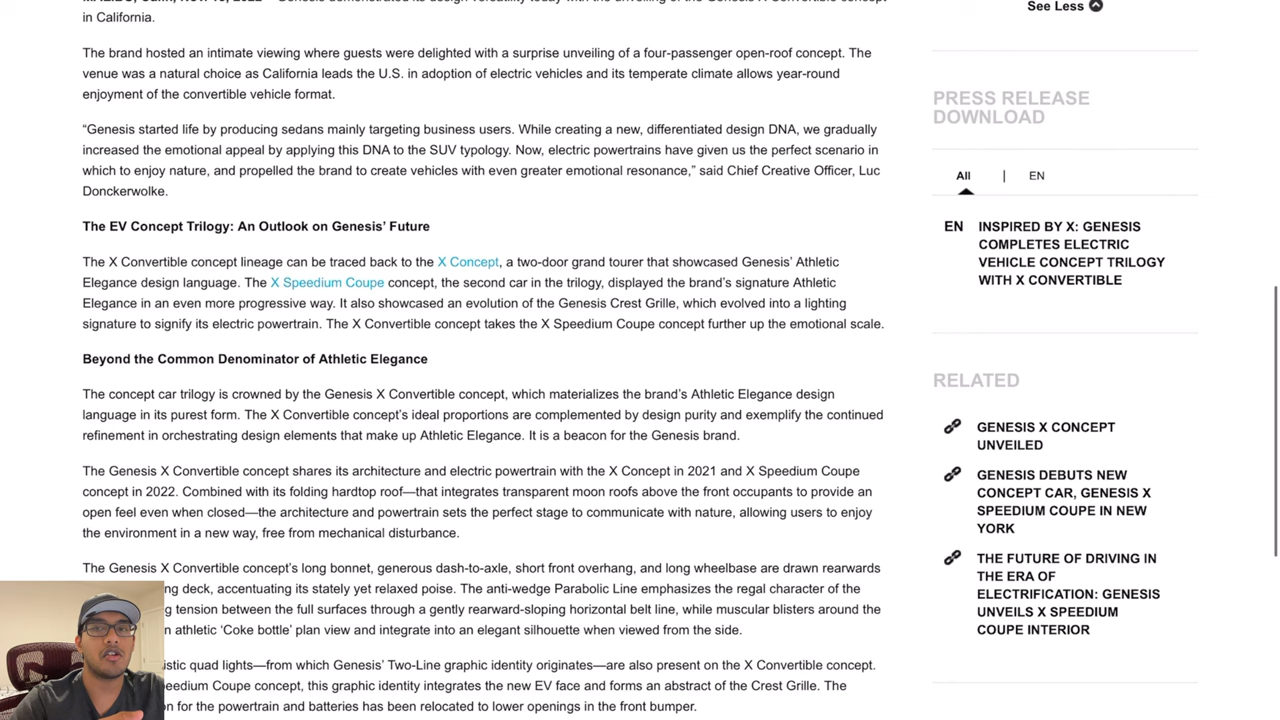 in California.
The brand hosted an intimate viewing where guests were delighted with a surprise unveiling of a four-passenger open-roof concept. The
venue was a natural choice as California leads the U.S. in adoption of electric vehicles and its temperate climate allows year-round
enjoyment of the convertible vehicle format.
“Genesis started life by producing sedans mainly targeting business users. While creating a new, differentiated design DNA, we gradually
increased the emotional appeal by applying this DNA to the SUV typology. Now, electric powertrains have given us the perfect scenario in
which to enjoy nature, and propelled the brand to create vehicles with even greater emotional resonance,” said Chief Creative Officer, Luc
Donckerwolke.
The EV Concept Trilogy: An Outlook on Genesis’ Future
The X Convertible concept lineage can be traced back to the X Concept, a two-door grand tourer that showcased Genesis’ Athletic
Elegance design language. The X Speedium Coupe concept, the second car in the trilogy, displayed the brand’s signature Athletic
Elegance in an even more progressive way. It also showcased an evolution of the Genesis Crest Grille, which evolved into a lighting
signature to signify its electric powertrain. The X Convertible concept takes the X Speedium Coupe concept further up the emotional scale.
Beyond the Common Denominator of Athletic Elegance
The concept car trilogy is crowned by the Genesis X Convertible concept, which materializes the brand’s Athletic Elegance design
language in its purest form. The X Convertible concept’s ideal proportions are complemented by design purity and exemplify the continued
refinement in orchestrating design elements that make up Athletic Elegance. It is a beacon for the Genesis brand.
The Genesis X Convertible concept shares its architecture and electric powertrain with the X Concept in 2021 and X Speedium Coupe
concept in 2022. Combined with its folding hardtop roof—that integrates transparent moon roofs above the front occupants to provide an
open feel even when closed—the architecture and powertrain sets the perfect stage to communicate with nature, allowing users to enjoy
the environment in a new way, free from mechanical disturbance.
The Genesis X Convertible concept’s long bonnet, generous dash-to-axle, short front overhang, and long wheelbase are drawn rearwards
ng deck, accentuating its stately yet relaxed poise. The anti-wedge Parabolic Line emphasizes the regal character of the
g tension between the full surfaces through a gently rearward-sloping horizontal belt line, while muscular blisters around the
n athletic ‘Coke bottle’ plan view and integrate into an elegant silhouette when viewed from the side.
istic quad lights—from which Genesis’ Two-Line graphic identity originates—are also present on the X Convertible concept.
eedium Coupe concept, this graphic identity integrates the new EV face and forms an abstract of the Crest Grille. The
on for the powertrain and batteries has been relocated to lower openings in the front bumper.
See Less
PRESS RELEASE
DOWNLOAD
All | EN
EN INSPIRED BY X: GENESIS
COMPLETES ELECTRIC
VEHICLE CONCEPT TRILOGY
WITH X CONVERTIBLE
RELATED
GENESIS X CONCEPT
UNVEILED
GENESIS DEBUTS NEW
CONCEPT CAR, GENESIS X
SPEEDIUM COUPE IN NEW
YORK
THE FUTURE OF DRIVING IN
THE ERA OF
ELECTRIFICATION: GENESIS
UNVEILS X SPEEDIUM
COUPE INTERIOR